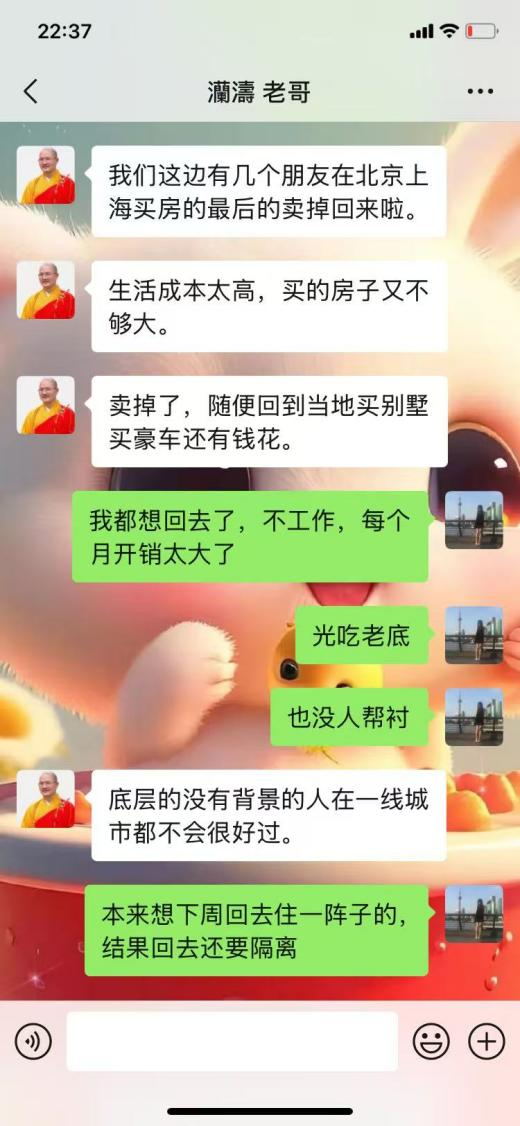 22:37
灡濤 老哥
我们这边有几个朋友在北京上
海买房的最后的卖掉回来啦。
生活成本太高，买的房子又不
够大。
卖掉了，随便回到当地买别墅
买豪车还有钱花。
我都想回去了，不工作，每个
月开销太大了
光吃老底
也没人帮衬
底层的没有背景的人在一线城
市都不会很好过。
本来想下周回去住一阵子的，
结果回去还要隔离